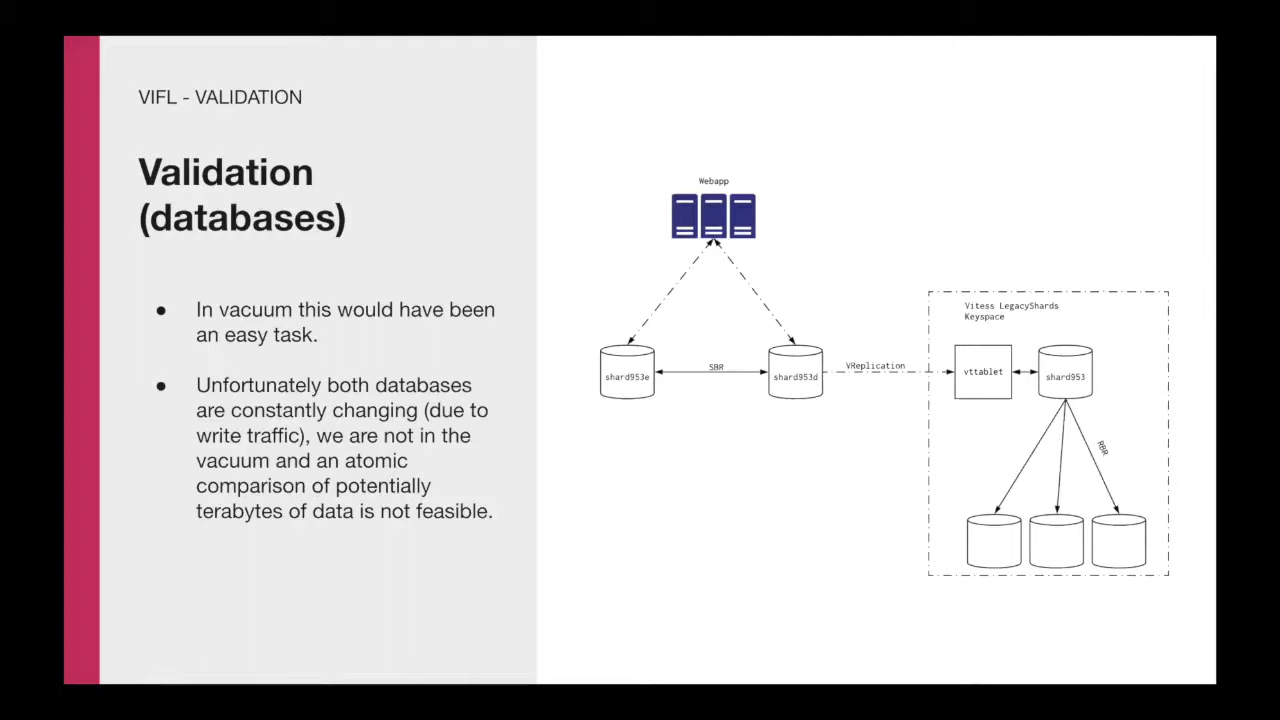 VIFL - VALIDATION
Validation
(databases)
● In vacuum this would have been
an easy task.
● Unfortunately both databases
are constantly changing (due to
write traffic), we are not in the
vacuum and an atomic
comparison of potentially
terabytes of data is not feasible.
Webapp
shard953e
SBR
shard953d
VReplication
Vitess LegacyShards
Keyspace
vttablet
shard953
RBR